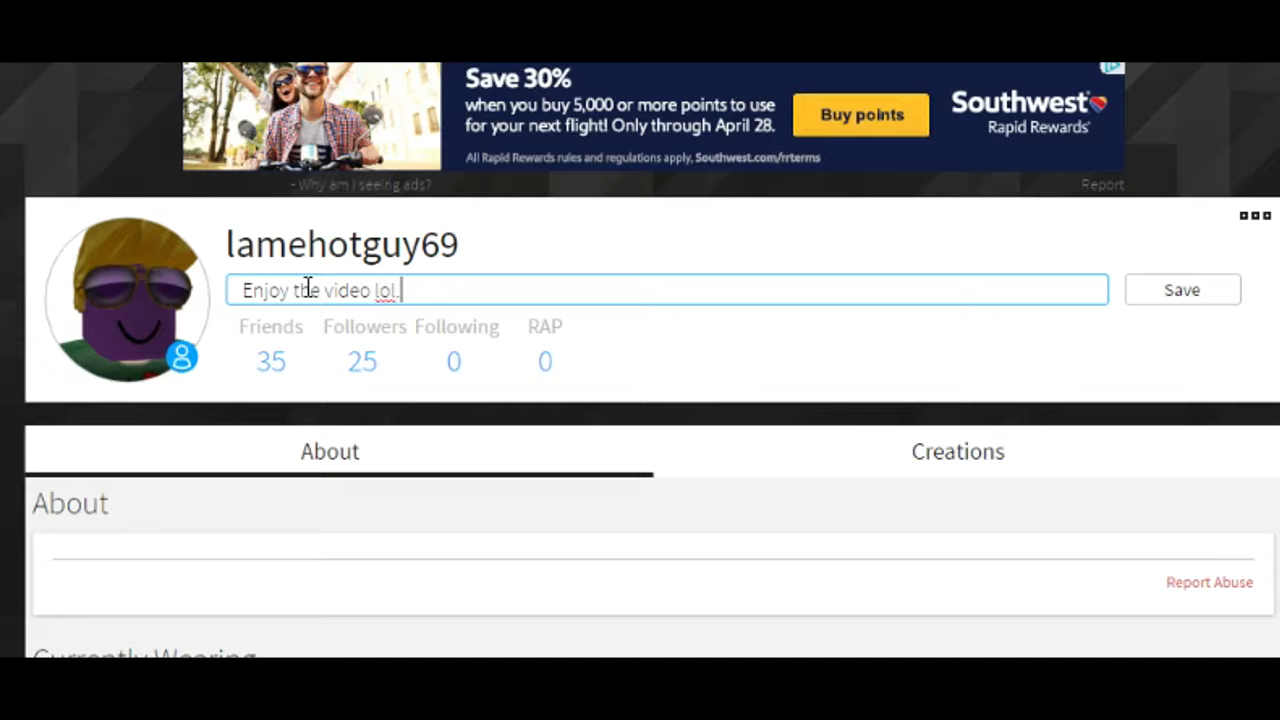 Save 30%
when you buy 5,000 or more points to use
for your next flight! Only through April 28.
All Rapid Rewards rules and regulations apply, Southwest.com/rrterms
Buy points
Southwest®
Rapid Rewards®
- Why am I seeing ads?
Report
lamehotguy69
Enjoy the video lol.
Save
Friends Followers Following RAP
35 25 0 0
About
Creations
About
Report Abuse
Currently Wearing